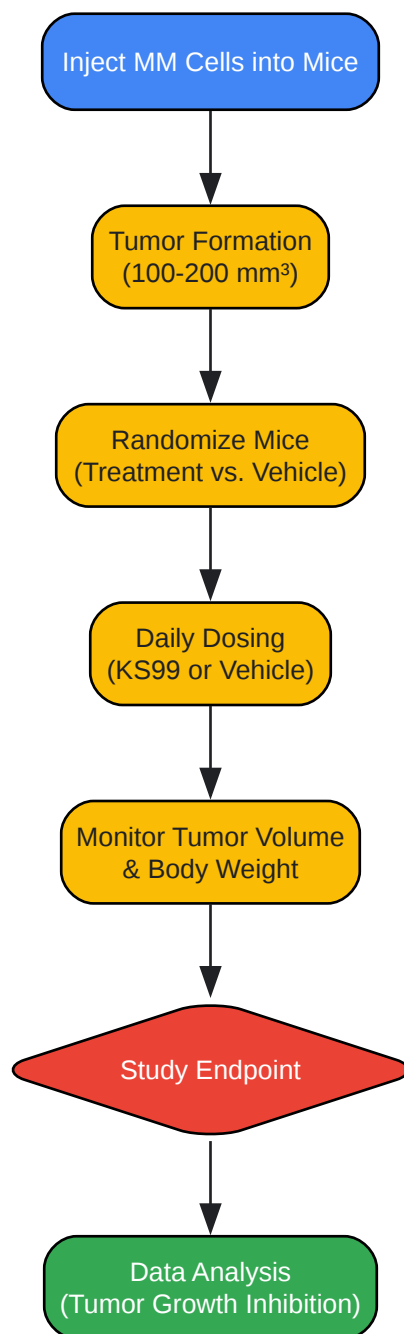 Inject MM Cells into Mice
Tumor Formation
(100-200 mm³)
Randomize Mice
(Treatment vs. Vehicle)
Daily Dosing
(KS99 or Vehicle)
Monitor Tumor Volume
& Body Weight
Study Endpoint
Data Analysis
(Tumor Growth Inhibition)